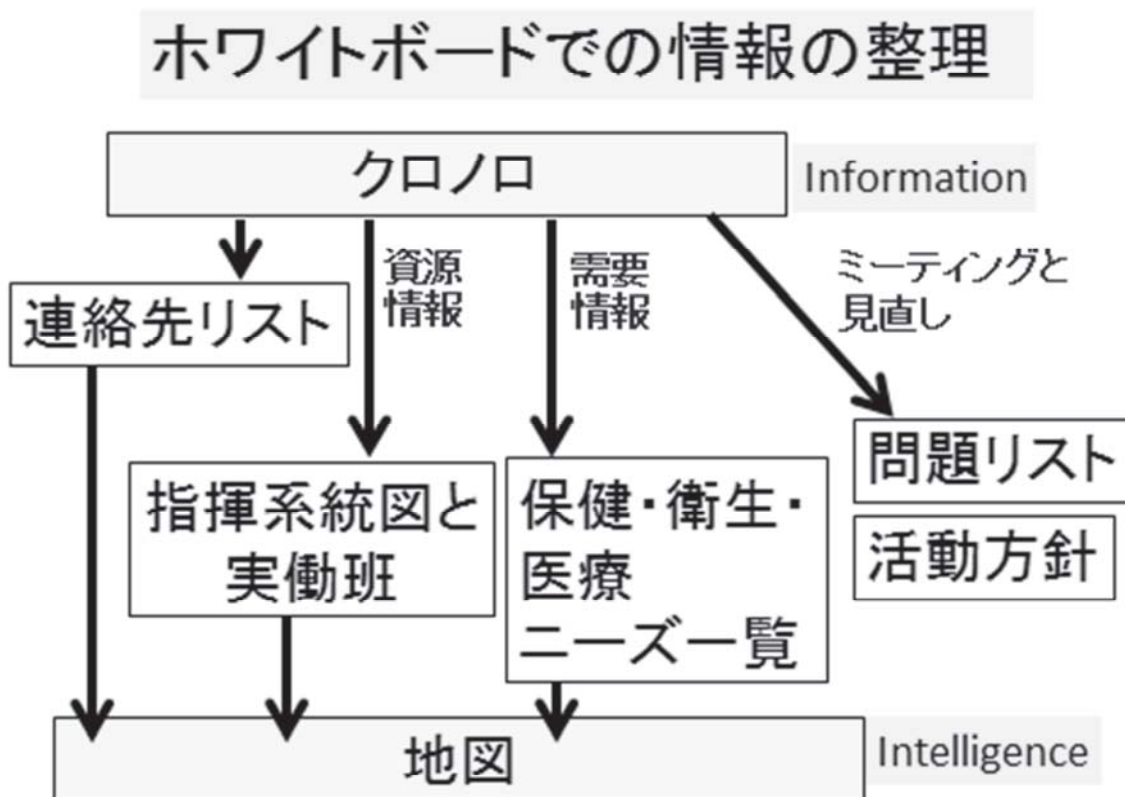 ホワイトボードでの情報の整理
クロノロ
Information
資源
情報
需要
情報
ミーティングと
見直し
連絡先リスト
問題リスト
指揮系統図と
実働班
保健・衛生・
医療
ニーズ一覧
活動方針
地図
Intelligence